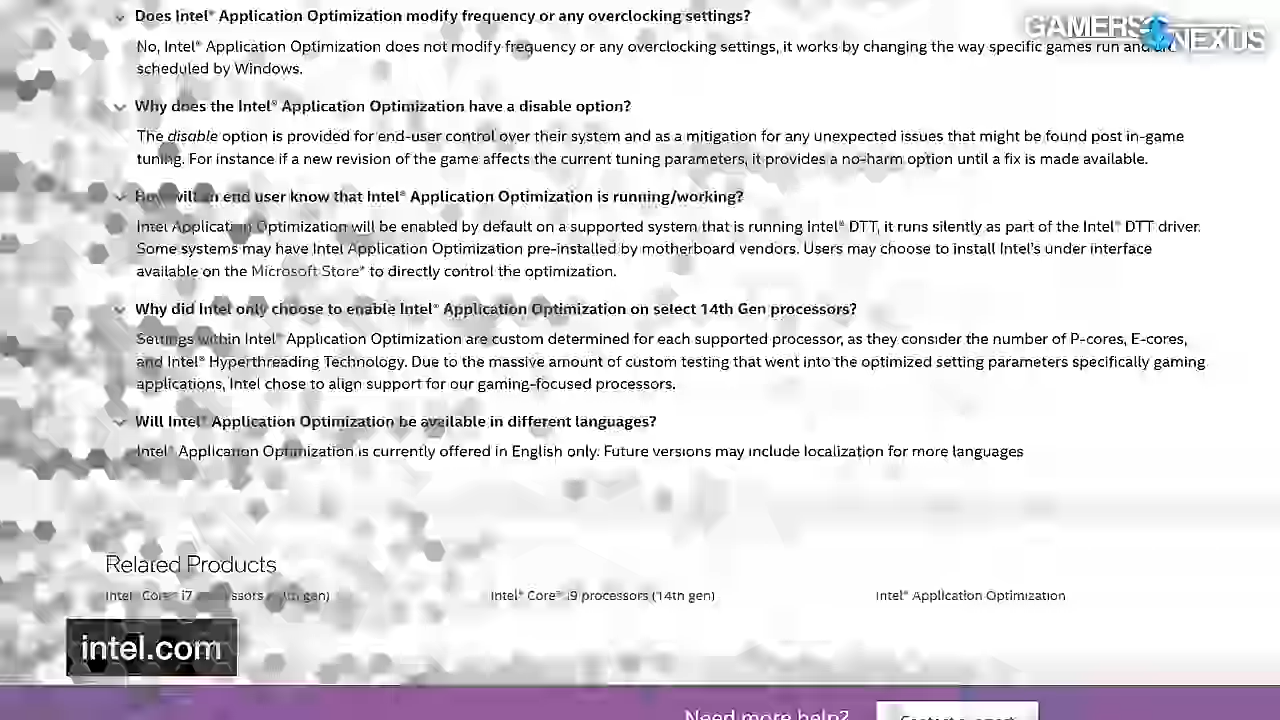 Does Intel® Application Optimization modify frequency or any overclocking settings?
GAMERS NEXUS
No, Intel® Application Optimization does not modify frequency or any overclocking settings, it works by changing the way specific games run and are
scheduled by Windows.
Why does the Intel® Application Optimization have a disable option?
The disable option is provided for end-user control over their system and as a mitigation for any unexpected issues that might be found post in-game
tuning. For instance if a new revision of the game affects the current tuning parameters, it provides a no-harm option until a fix is made available.
How will an end user know that Intel® Application Optimization is running/working?
Intel Application Optimization will be enabled by default on a supported system that is running Intel® DTT, it runs silently as part of the Intel® DTT driver.
Some systems may have Intel Application Optimization pre-installed by motherboard vendors. Users may choose to install Intel's under interface
available on the Microsoft Store* to directly control the optimization.
Why did Intel only choose to enable Intel® Application Optimization on select 14th Gen processors?
Settings within Intel® Application Optimization are custom determined for each supported processor, as they consider the number of P-cores, E-cores,
and Intel® Hyperthreading Technology. Due to the massive amount of custom testing that went into the optimized setting parameters specifically gaming
applications, Intel chose to align support for our gaming-focused processors.
Will Intel® Application Optimization be available in different languages?
Intel® Application Optimization is currently offered in English only. Future versions may include localization for more languages
Related Products
Intel® Core™ i7 processors (14th gen)
Intel® Core™ i9 processors (14th gen)
Intel® Application Optimization
intel.com
Need more help?